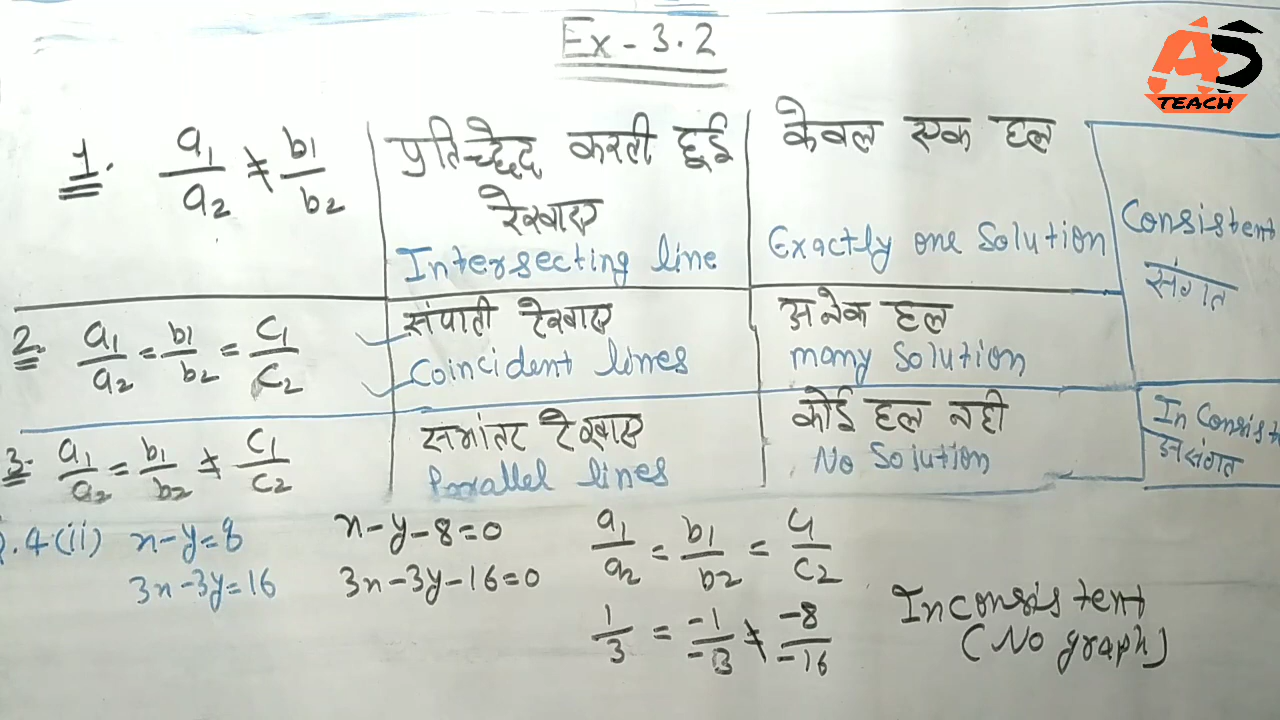 Ex - 3.2
AS
TEACH
1. a1/a2 ≠ b1/b2
प्रतिच्छेद करती हुई
रेखाए
Intersecting line
केवल एक हल
Exactly one Solution
Consistent
संगत
2. a1/a2 = b1/b2 = C1/C2
संपाती रेखाए
Coincident lines
अनेक हल
many Solution
3. a1/a2 = b1/b2 ≠ C1/C2
समांतर रेखाए
Parallel lines
कोई हल नही
No Solution
In Consist
असंगत
4 (ii) x-y=8
3x-3y=16
x-y-8=0
3x-3y-16=0
a1/a2 = b1/b2 = C1/C2
1/3 = -1/-3 ≠ -8/-16
Inconsistent
(No graph)